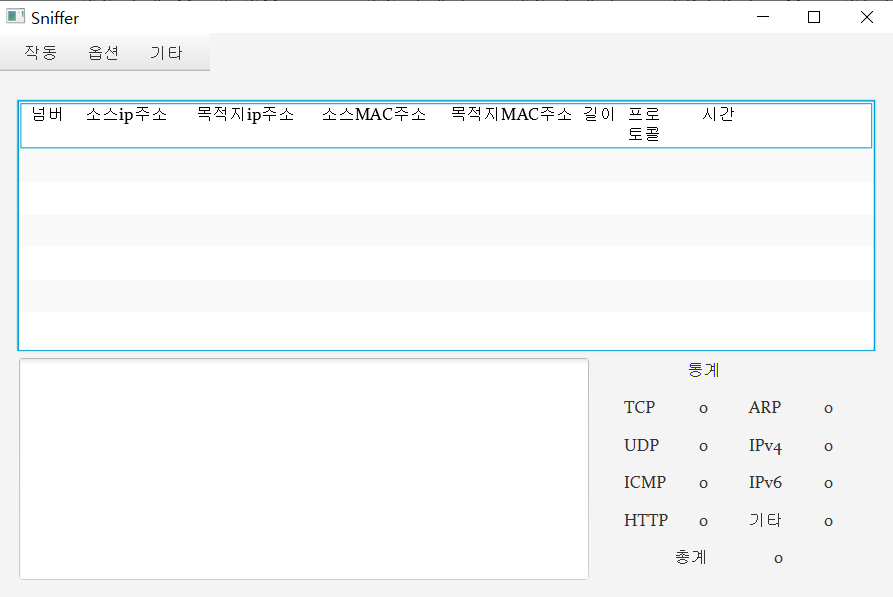 Sniffer
작동 옵션 기타
넘버 소스ip주소 목적지ip주소 소스MAC주소 목적지MAC주소 길이 프로 시간
토콜
통계
TCP 0 ARP 0
UDP 0 IPv4 0
ICMP 0 IPv6 0
HTTP 0 기타 0
총계 0